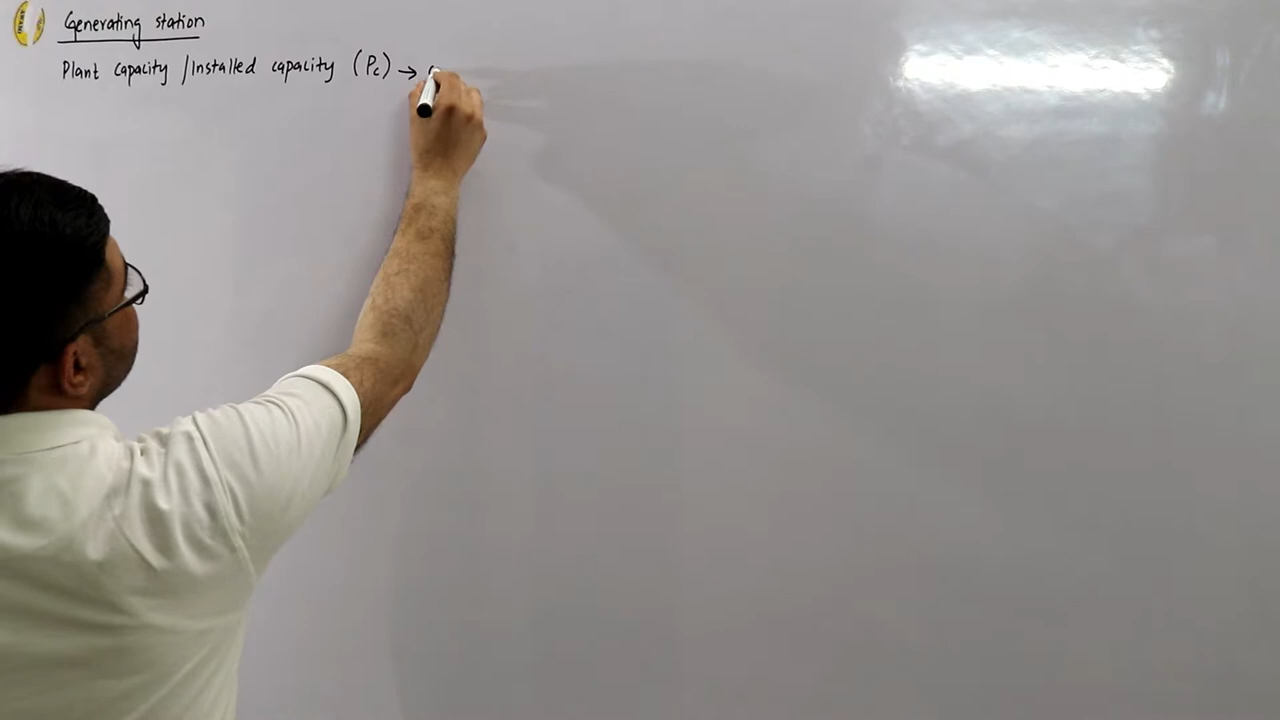 Generating station
Plant capacity / Installed capacity (Pc) →